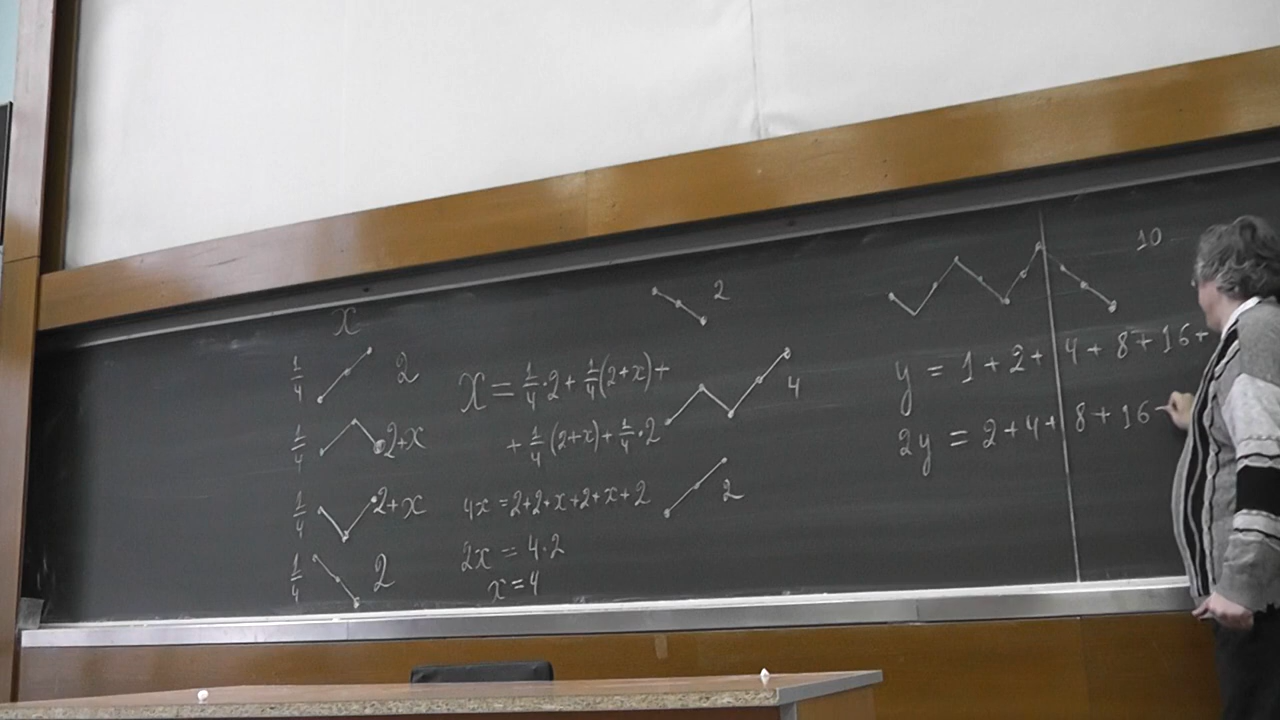 x
1/4 2
1/4 2+x
1/4 2+x
1/4 2
x = 1/4·2 + 1/4(2+x) +
+ 1/4(2+x) + 1/4·2
4x = 2+2+x+2+x+2
2x = 4·2
x = 4
2
4
2
10
y = 1+2+4+8+16+
2y = 2+4+8+16